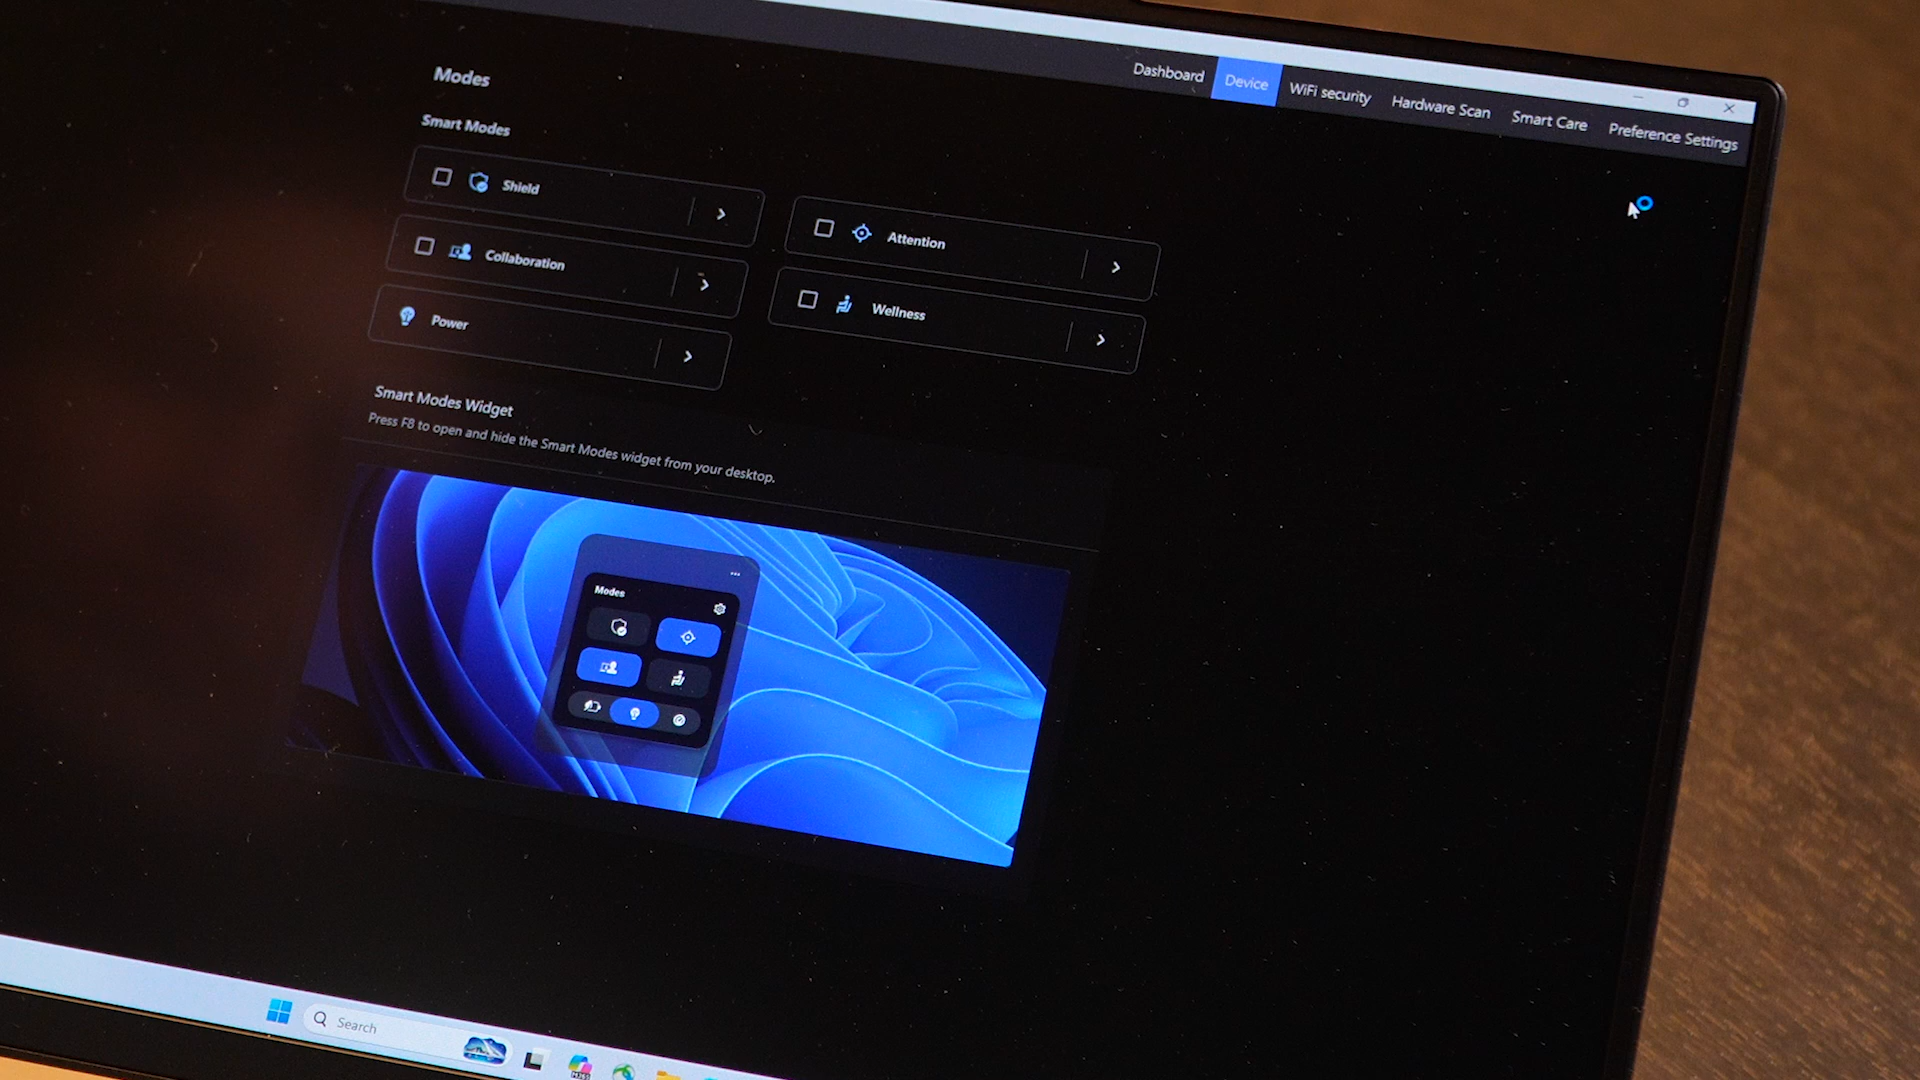 Dashboard
Device
WiFi security
Hardware Scan
Smart Care
Preference Settings
Modes
Smart Modes
Shield
Attention
Collaboration
Wellness
Power
Smart Modes Widget
Press F8 to open and hide the Smart Modes widget from your desktop.
Modes
Search
M365